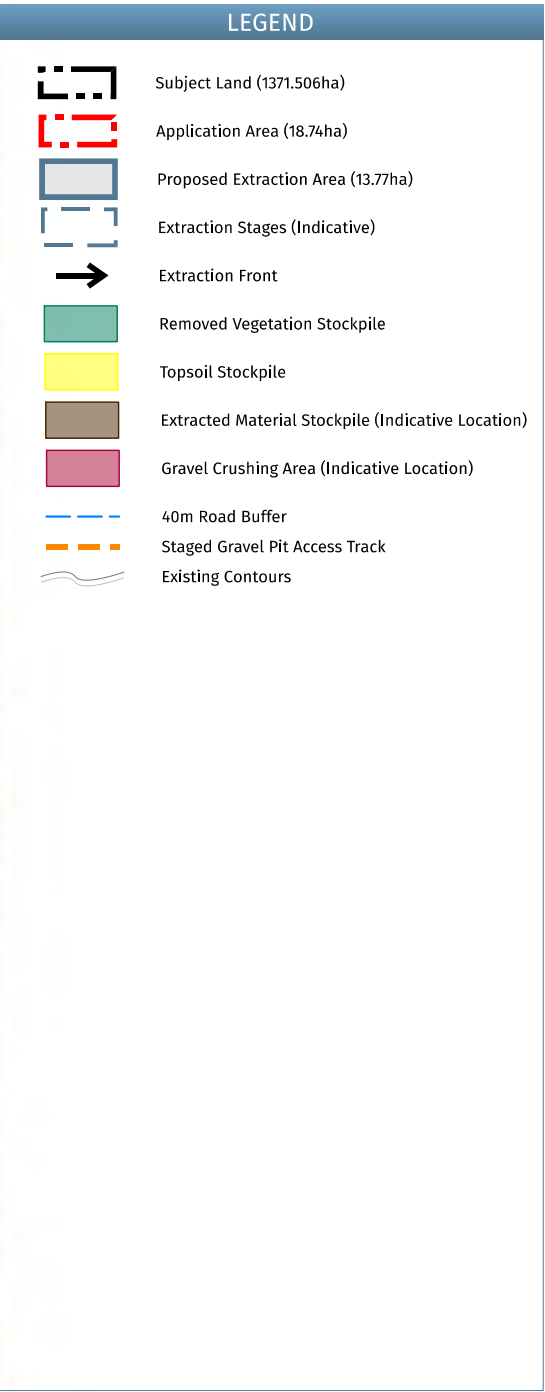 LEGEND
Subject Land (1371.506ha)
Application Area (18.74ha)
Proposed Extraction Area (13.77ha)
Extraction Stages (Indicative)
Extraction Front
Removed Vegetation Stockpile
Topsoil Stockpile
Extracted Material Stockpile (Indicative Location)
Gravel Crushing Area (Indicative Location)
40m Road Buffer
Staged Gravel Pit Access Track
Existing Contours